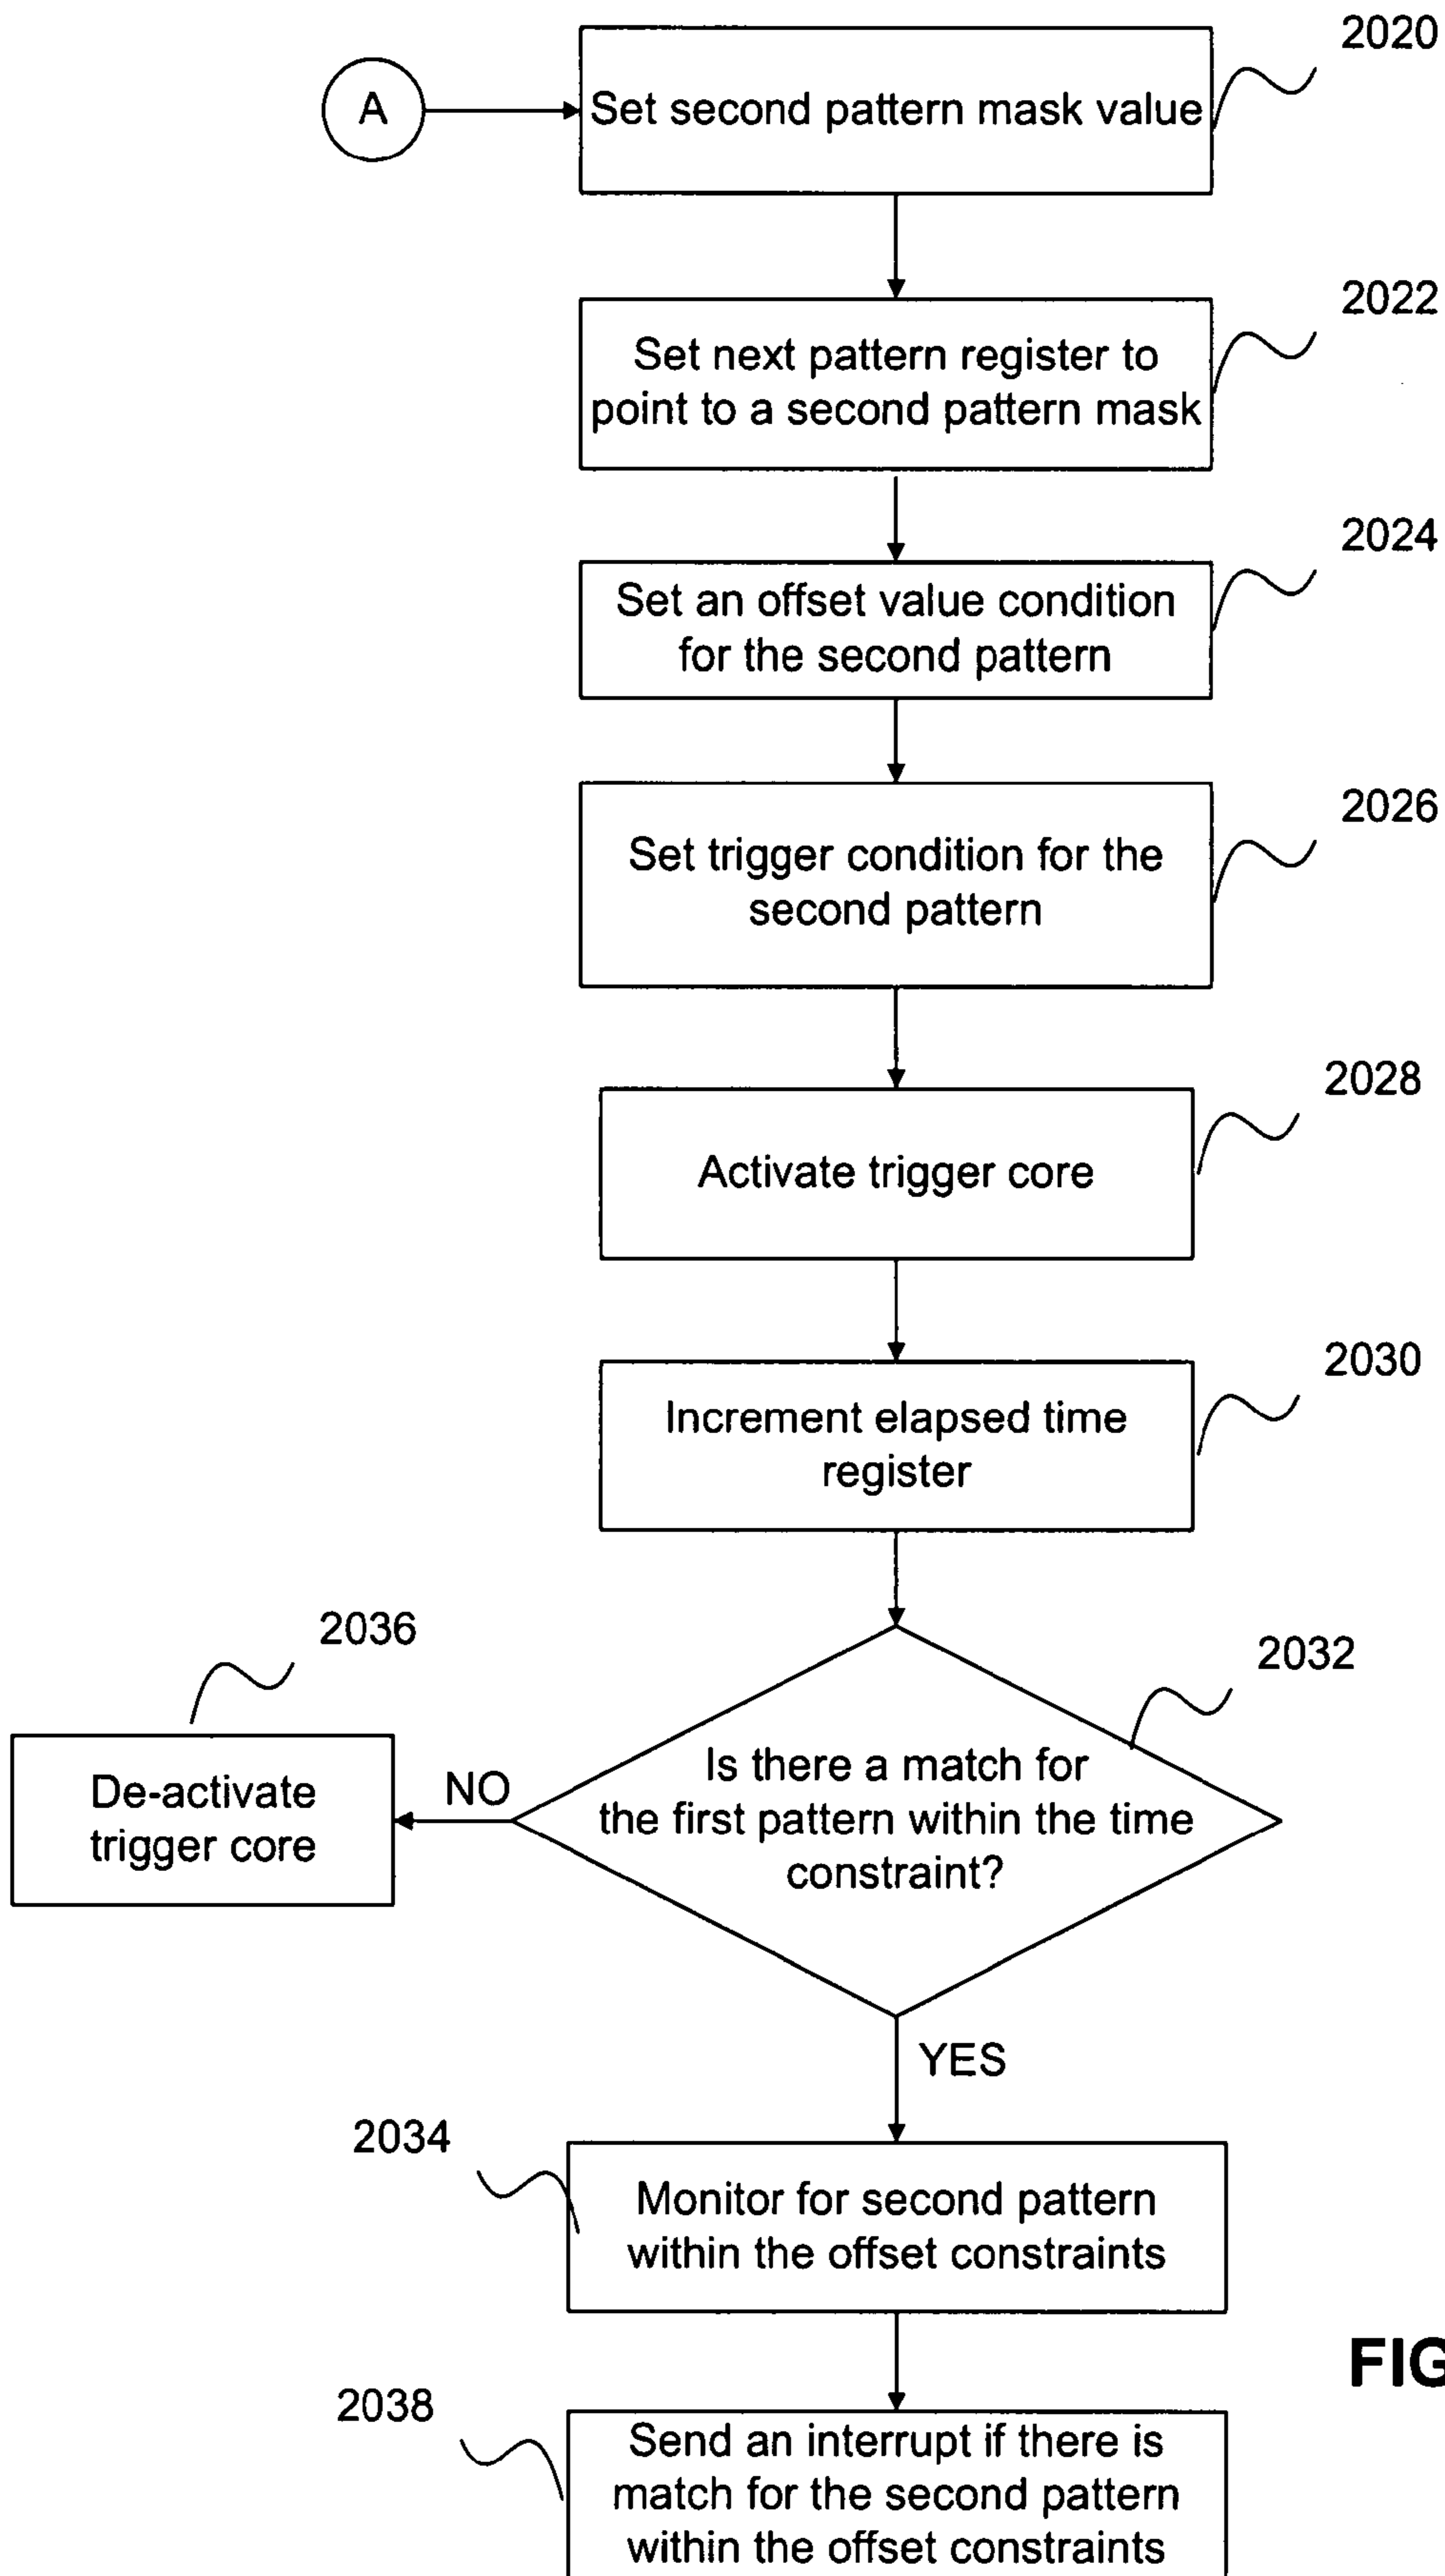 2020
A
Set second pattern mask value
2022
Set next pattern register to
point to a second pattern mask
2024
Set an offset value condition
for the second pattern
2026
Set trigger condition for the
second pattern
2028
Activate trigger core
2030
Increment elapsed time
register
2036
2032
De-activate
trigger core
NO
Is there a match for
the first pattern within the time
constraint?
YES
2034
Monitor for second pattern
within the offset constraints
FIG
2038
Send an interrupt if there is
match for the second pattern
within the offset constraints